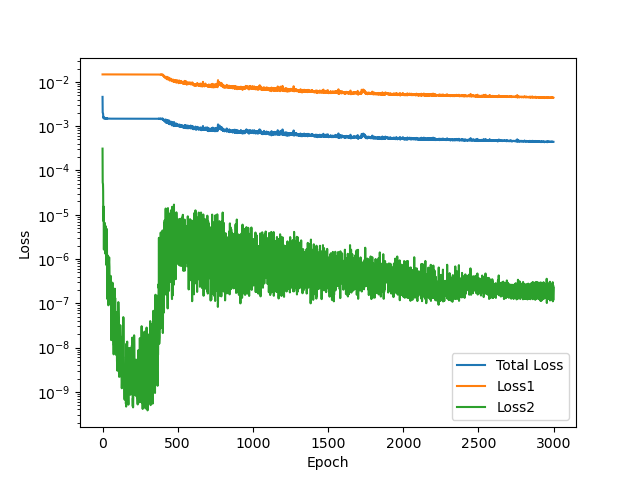 10⁻²
10⁻³
10⁻⁴
10⁻⁵
10⁻⁶
10⁻⁷
10⁻⁸
10⁻⁹
Loss
Total Loss
Loss1
Loss2
0 500 1000 1500 2000 2500 3000
Epoch